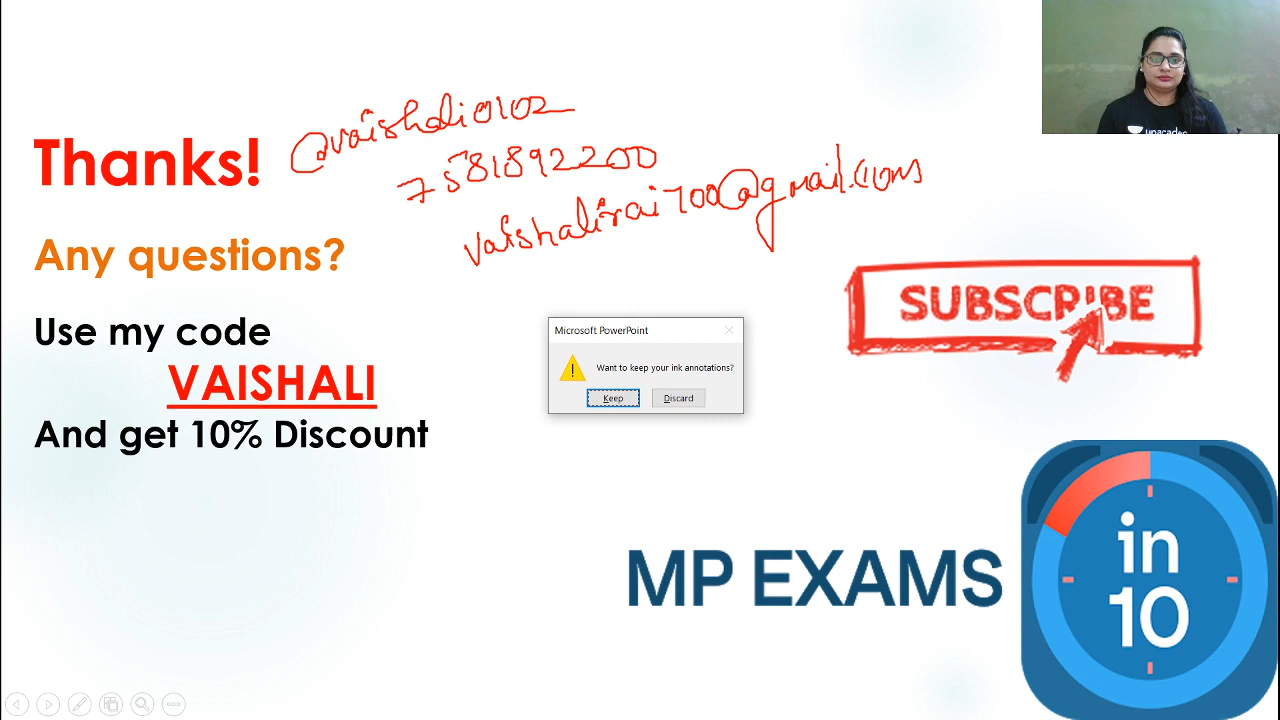 unacade
@vaishali0102
Thanks!
7581892200
vaishalirai700@gmail.com
Any questions?
SUBSCRIBE
Use my code
VAISHALI
And get 10% Discount
Microsoft PowerPoint
Want to keep your ink annotations?
Keep
Discard
MP EXAMS
in
10